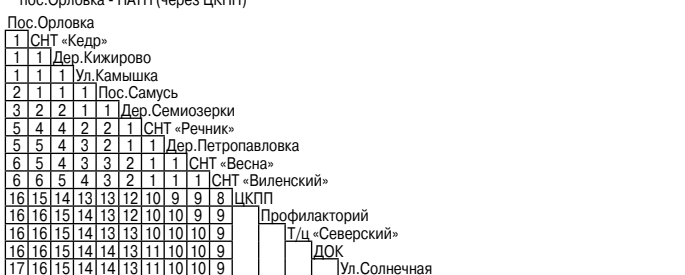 пос.Орловка - ПАТП (через ЦКПП)
Пос.Орловка
1 СНТ «Кедр»
1 1 Дер.Кижирово
1 1 1 Ул.Камышка
2 1 1 1 Пос.Самусь
3 2 2 1 1 Дер.Семиозерки
5 4 4 2 2 1 СНТ «Речник»
5 5 4 3 2 1 1 Дер.Петропавловка
6 5 4 3 3 2 1 1 СНТ «Весна»
6 6 5 4 3 2 1 1 1 СНТ «Виленский»
16 15 14 13 13 12 10 9 9 8 ЦКПП
16 16 15 14 13 12 10 10 9 9 Профилакторий
16 16 15 14 13 13 10 10 10 9 Т/ц «Северский»
16 16 15 14 14 13 11 10 10 9 ДОК
17 16 15 14 14 13 11 10 10 9 Ул.Солнечная